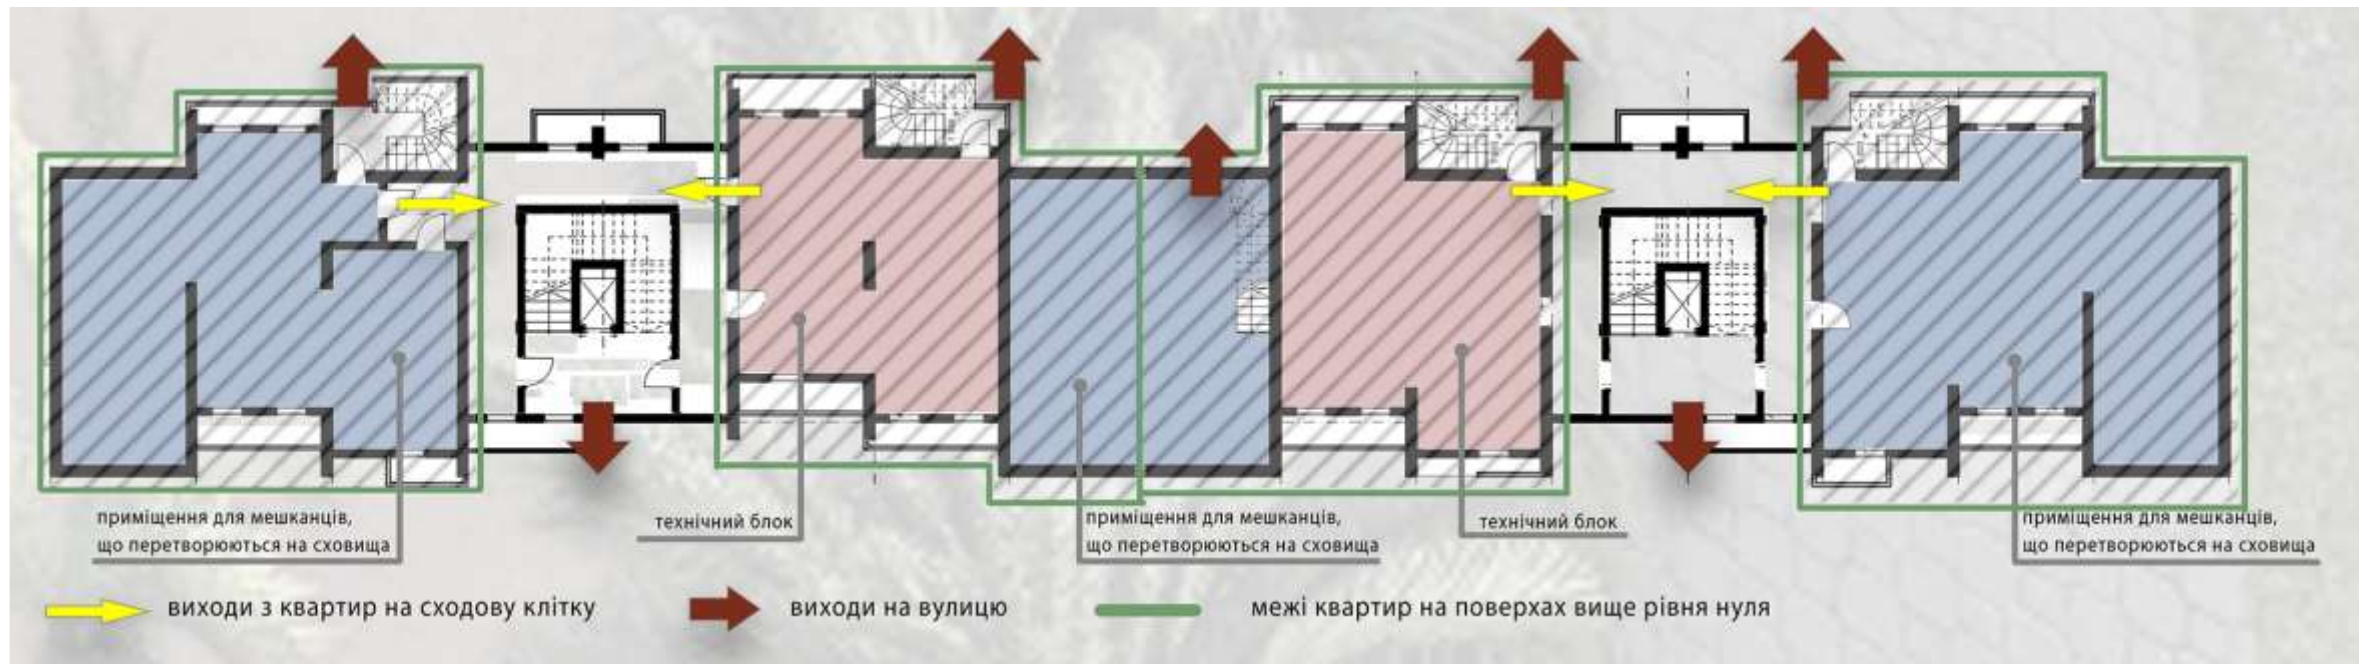 приміщення для мешканців,
що перетворюються на сховища
технічний блок
приміщення для мешканців,
що перетворюються на сховища
технічний блок
приміщення для мешканців,
що перетворюються на сховища
виходи з квартир на сходову клітку
виходи на вулицю
межі квартир на поверхах вище рівня нуля